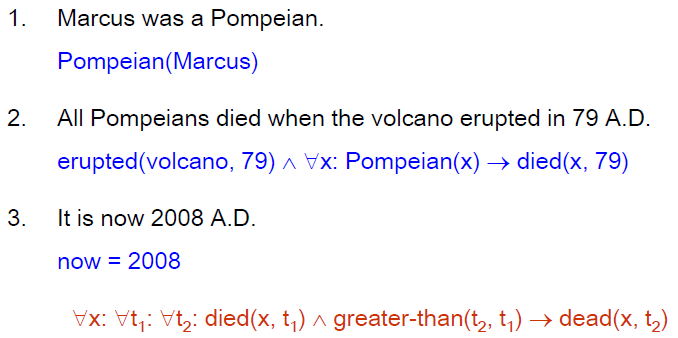 1. Marcus was a Pompeian.
Pompeian(Marcus)
2. All Pompeians died when the volcano erupted in 79 A.D.
erupted(volcano, 79) ∧ ∀x: Pompeian(x) → died(x, 79)
3. It is now 2008 A.D.
now = 2008
∀x: ∀t₁: ∀t₂: died(x, t₁) ∧ greater-than(t₂, t₁) → dead(x, t₂)